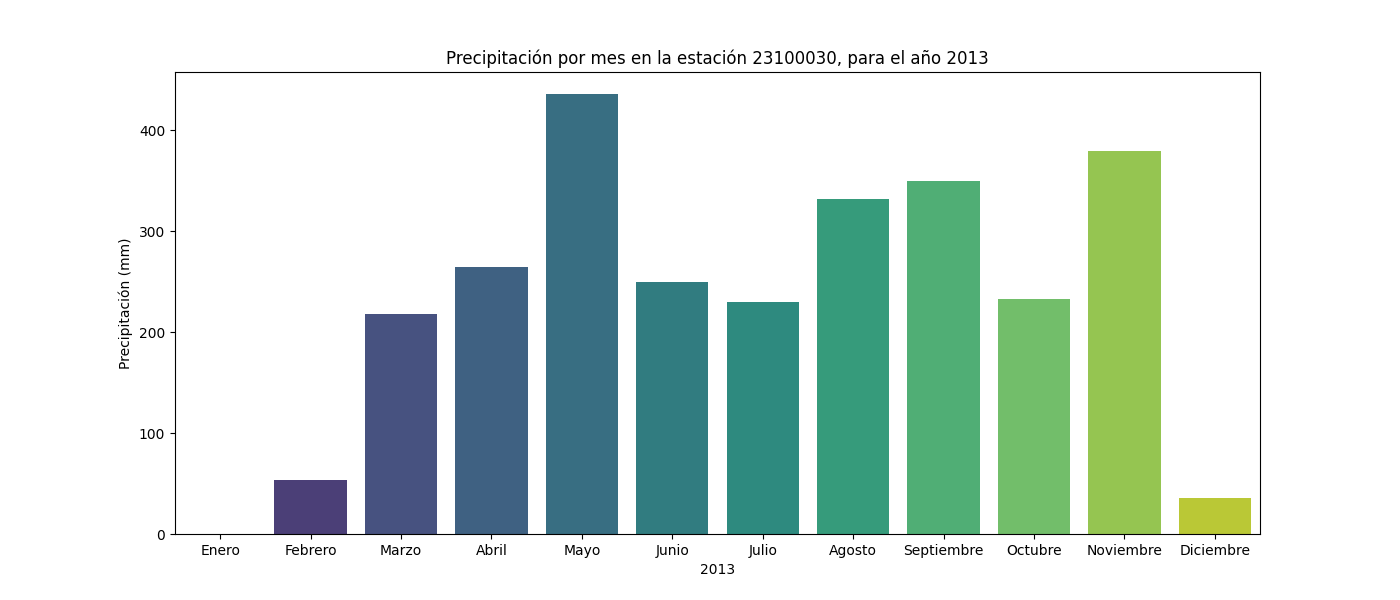 Precipitación por mes en la estación 23100030, para el año 2013
Precipitación (mm)
400
300
200
100
0
Enero Febrero Marzo Abril Mayo Junio Julio Agosto Septiembre Octubre Noviembre Diciembre
2013